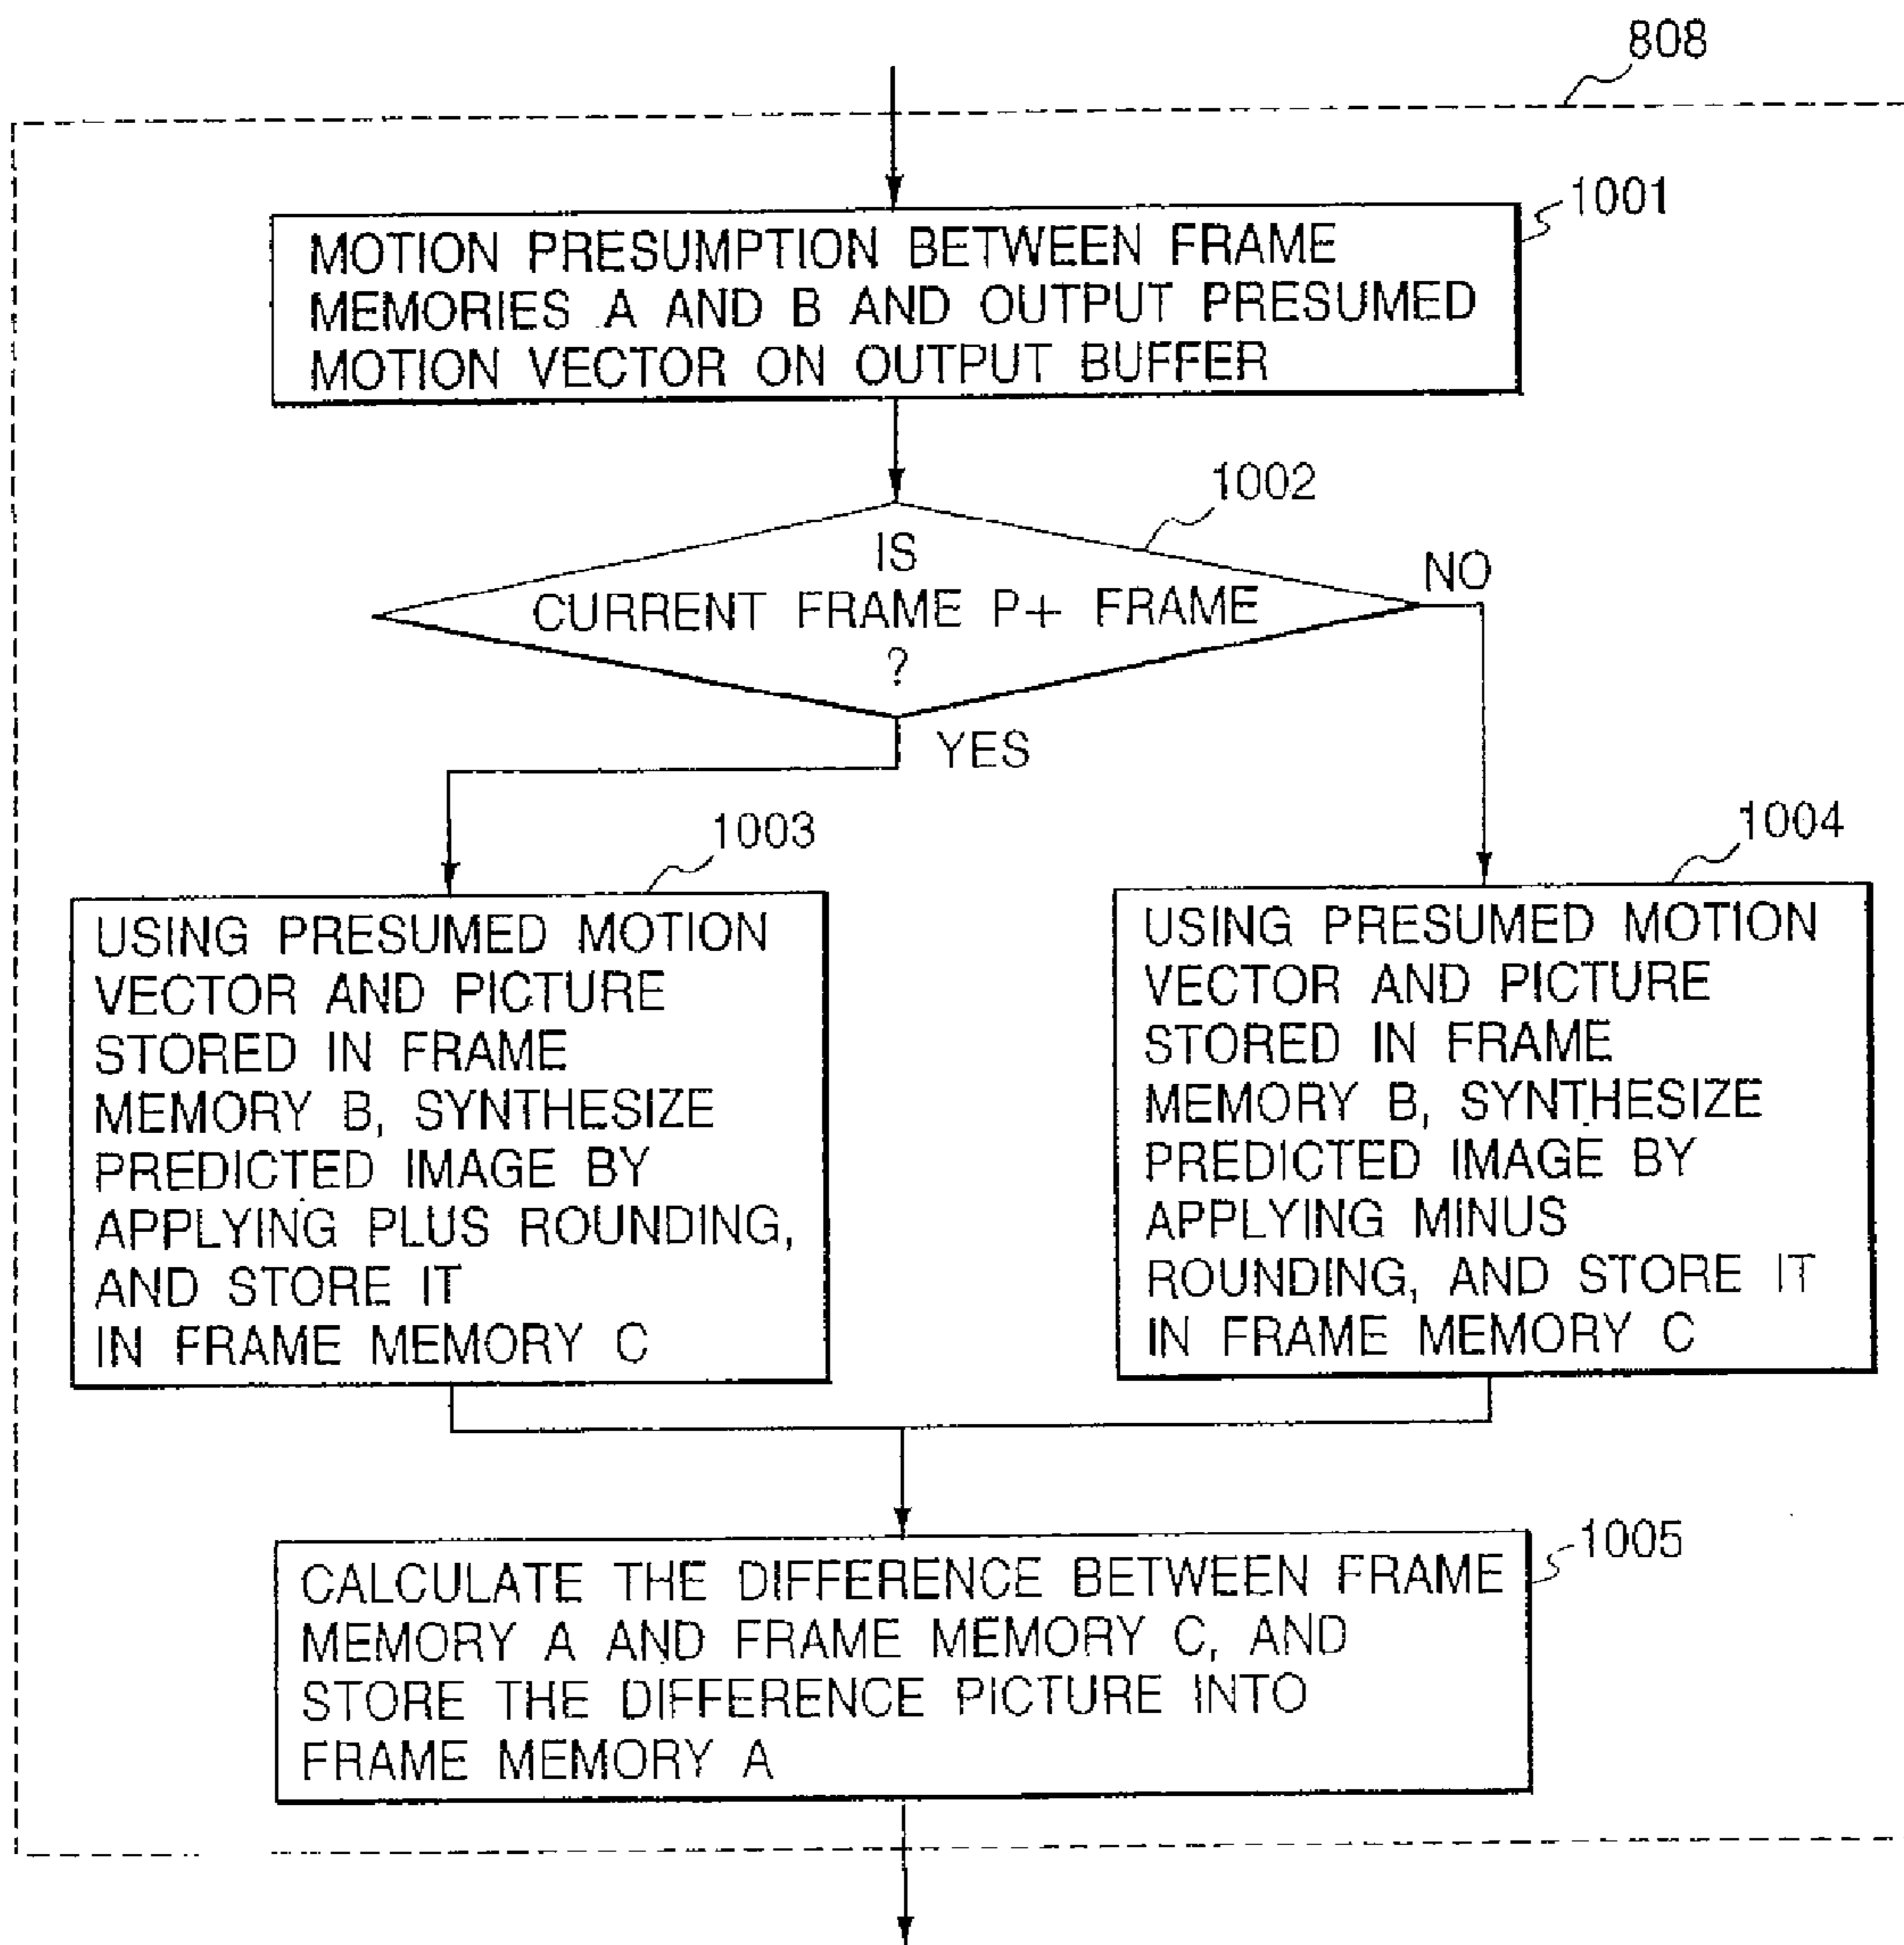 808
1001
MOTION PRESUMPTION BETWEEN FRAME
MEMORIES A AND B AND OUTPUT PRESUMED
MOTION VECTOR ON OUTPUT BUFFER
1002
IS
CURRENT FRAME P+ FRAME
?
NO
YES
1003
USING PRESUMED MOTION
VECTOR AND PICTURE
STORED IN FRAME
MEMORY B, SYNTHESIZE
PREDICTED IMAGE BY
APPLYING PLUS ROUNDING,
AND STORE IT
IN FRAME MEMORY C
1004
USING PRESUMED MOTION
VECTOR AND PICTURE
STORED IN FRAME
MEMORY B, SYNTHESIZE
PREDICTED IMAGE BY
APPLYING MINUS
ROUNDING, AND STORE IT
IN FRAME MEMORY C
1005
CALCULATE THE DIFFERENCE BETWEEN FRAME
MEMORY A AND FRAME MEMORY C, AND
STORE THE DIFFERENCE PICTURE INTO
FRAME MEMORY A